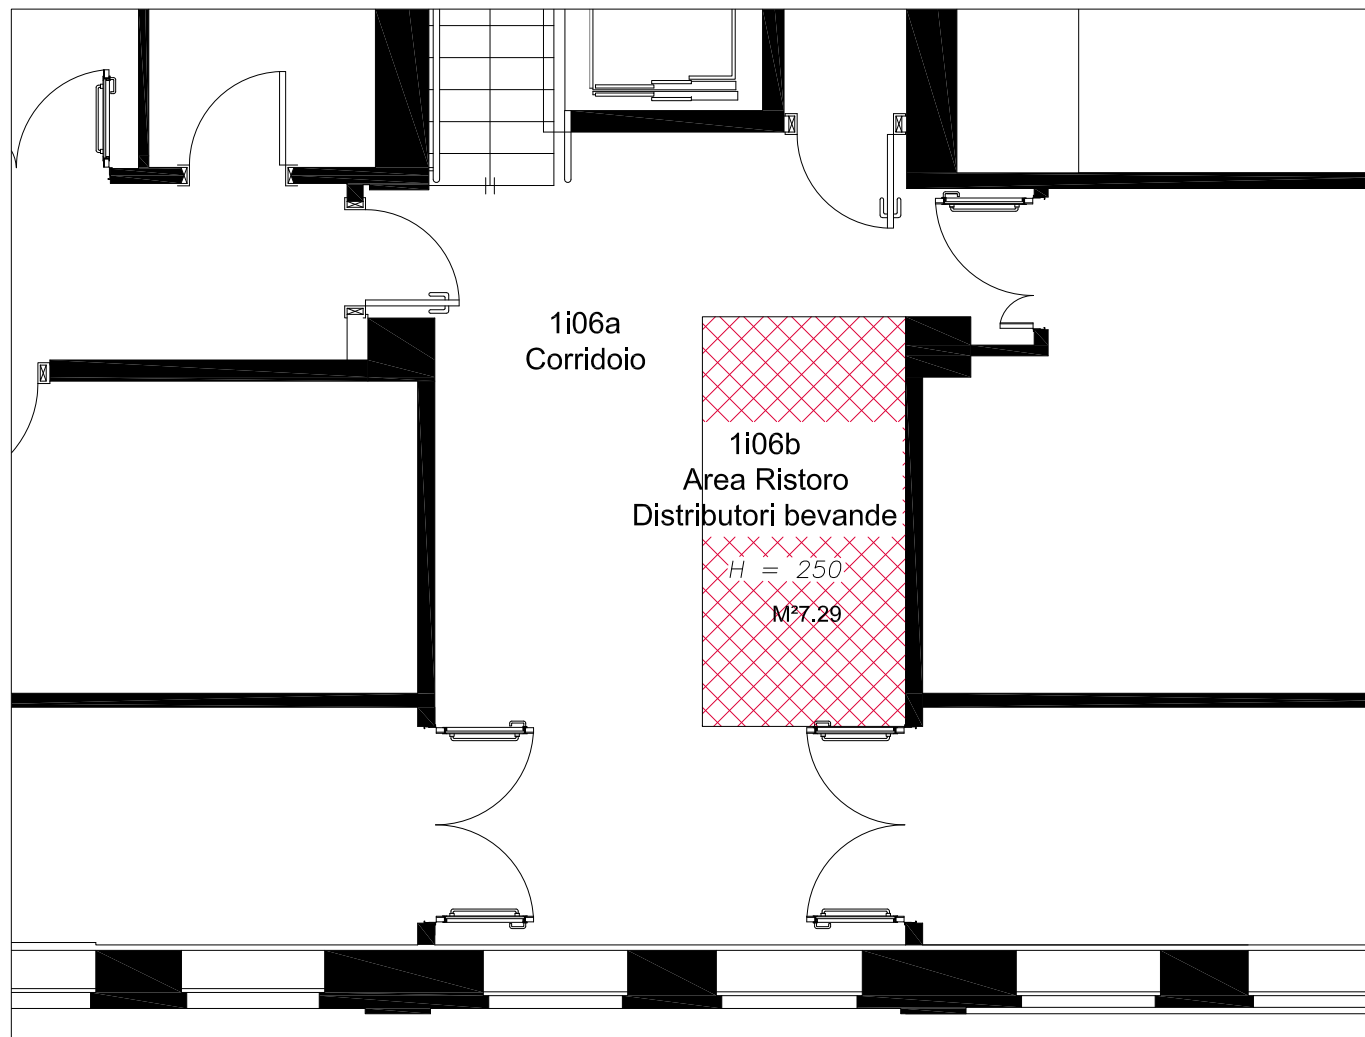 1i06a
Corridoio
1i06b
Area Ristoro
Distributori bevande
H = 250
M²7.29